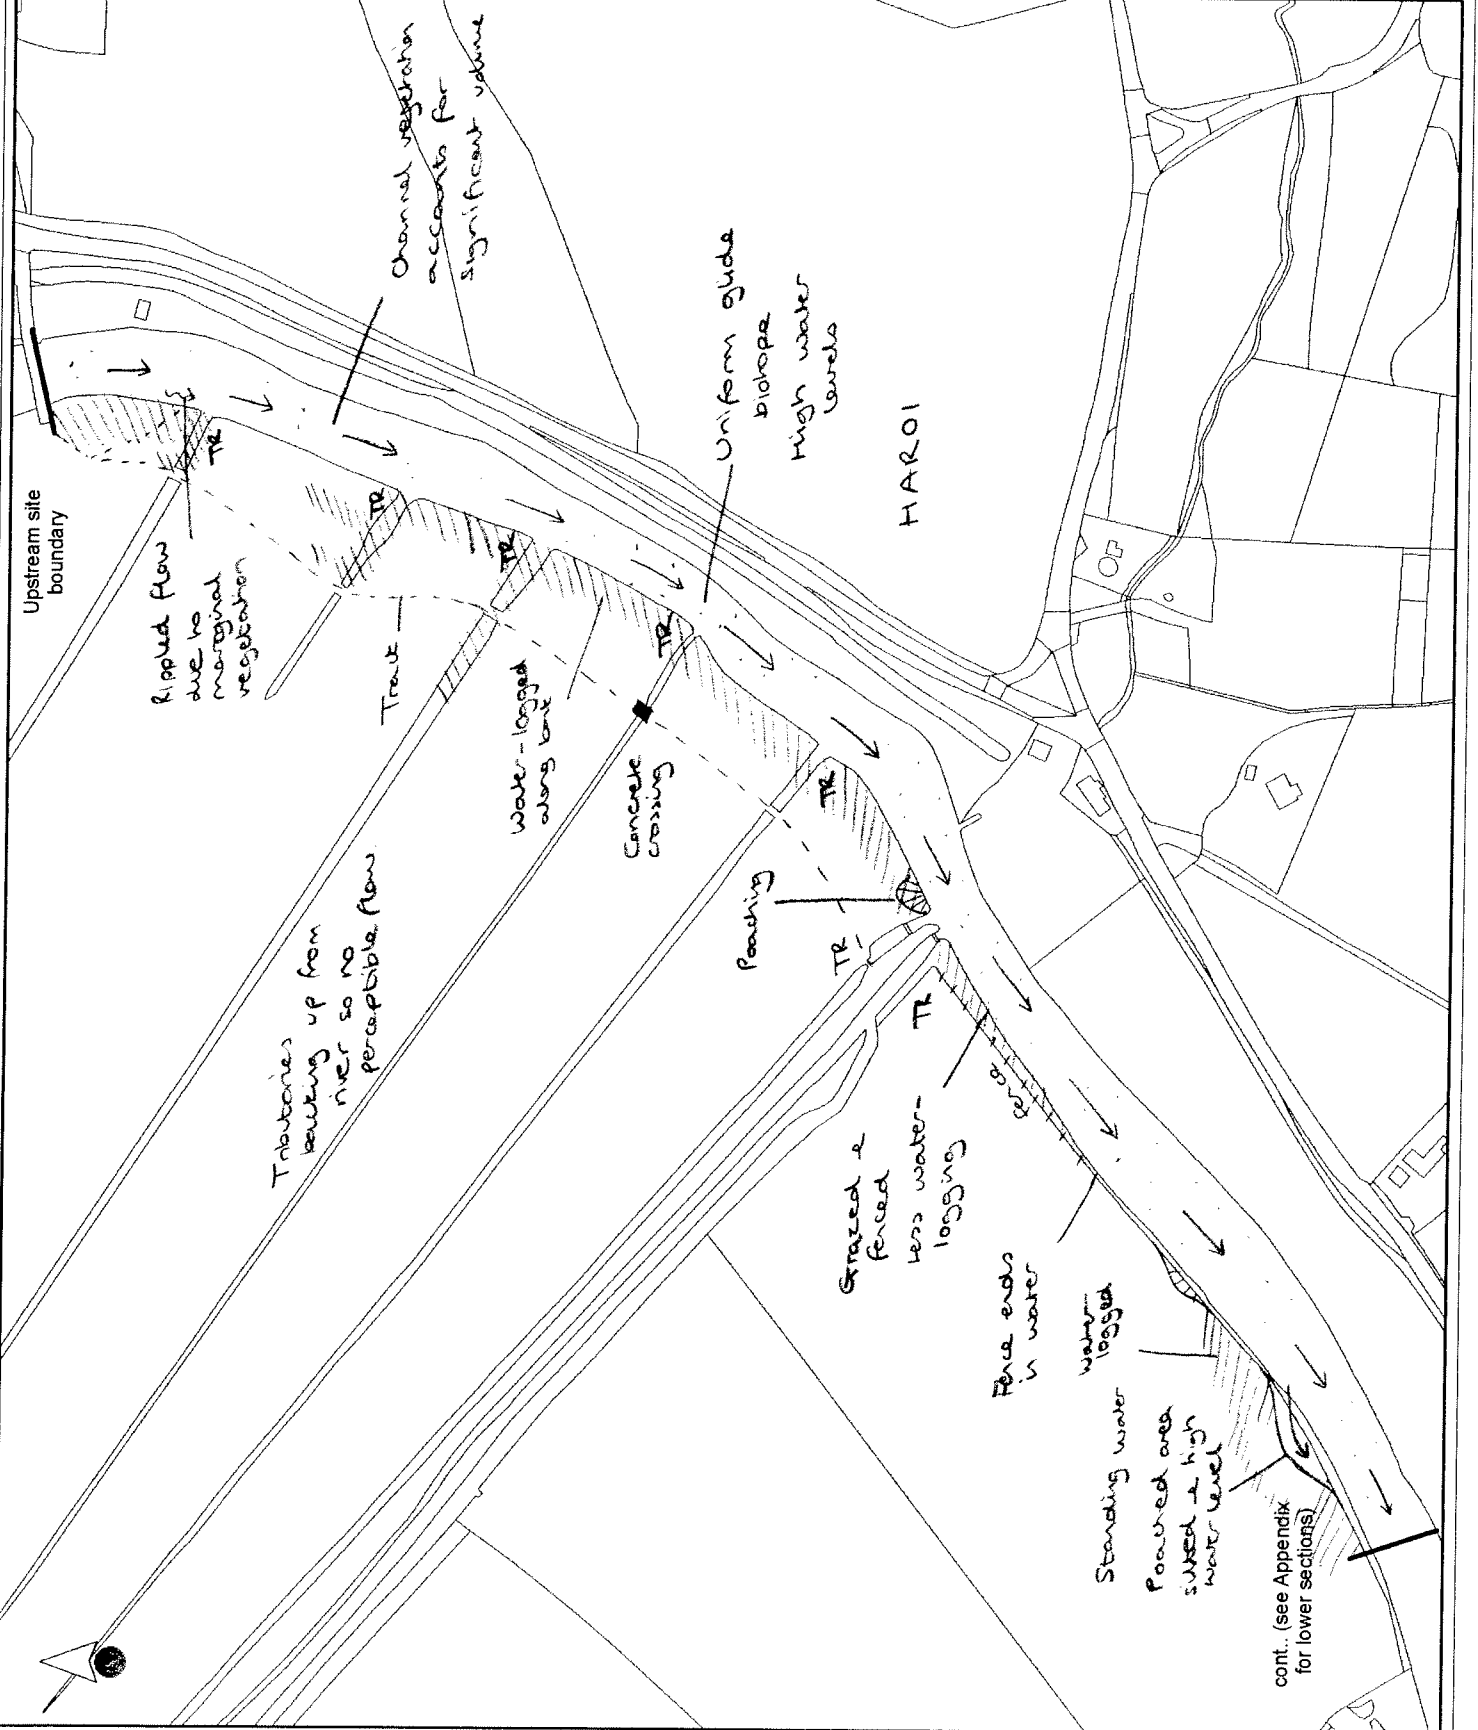 Upstream site
boundary
Channel vegetation
accounts for
significant volume
Rippled flow
due to
marginal
vegetation
TR
TR
TR
TR
TR
TR
TR
Track
Water-logged
along bank
Concrete
crossing
Uniform glide
biotope
High water
levels
HAR01
Tributaries
backing up from
river so no
perceptible flow
Poaching
Grazed &
fenced
Less water-
logging
Fence ends
in water
Water-
logged
Standing water
Poached area
silted & high
water level
cont.. (see Appendix
for lower sections)